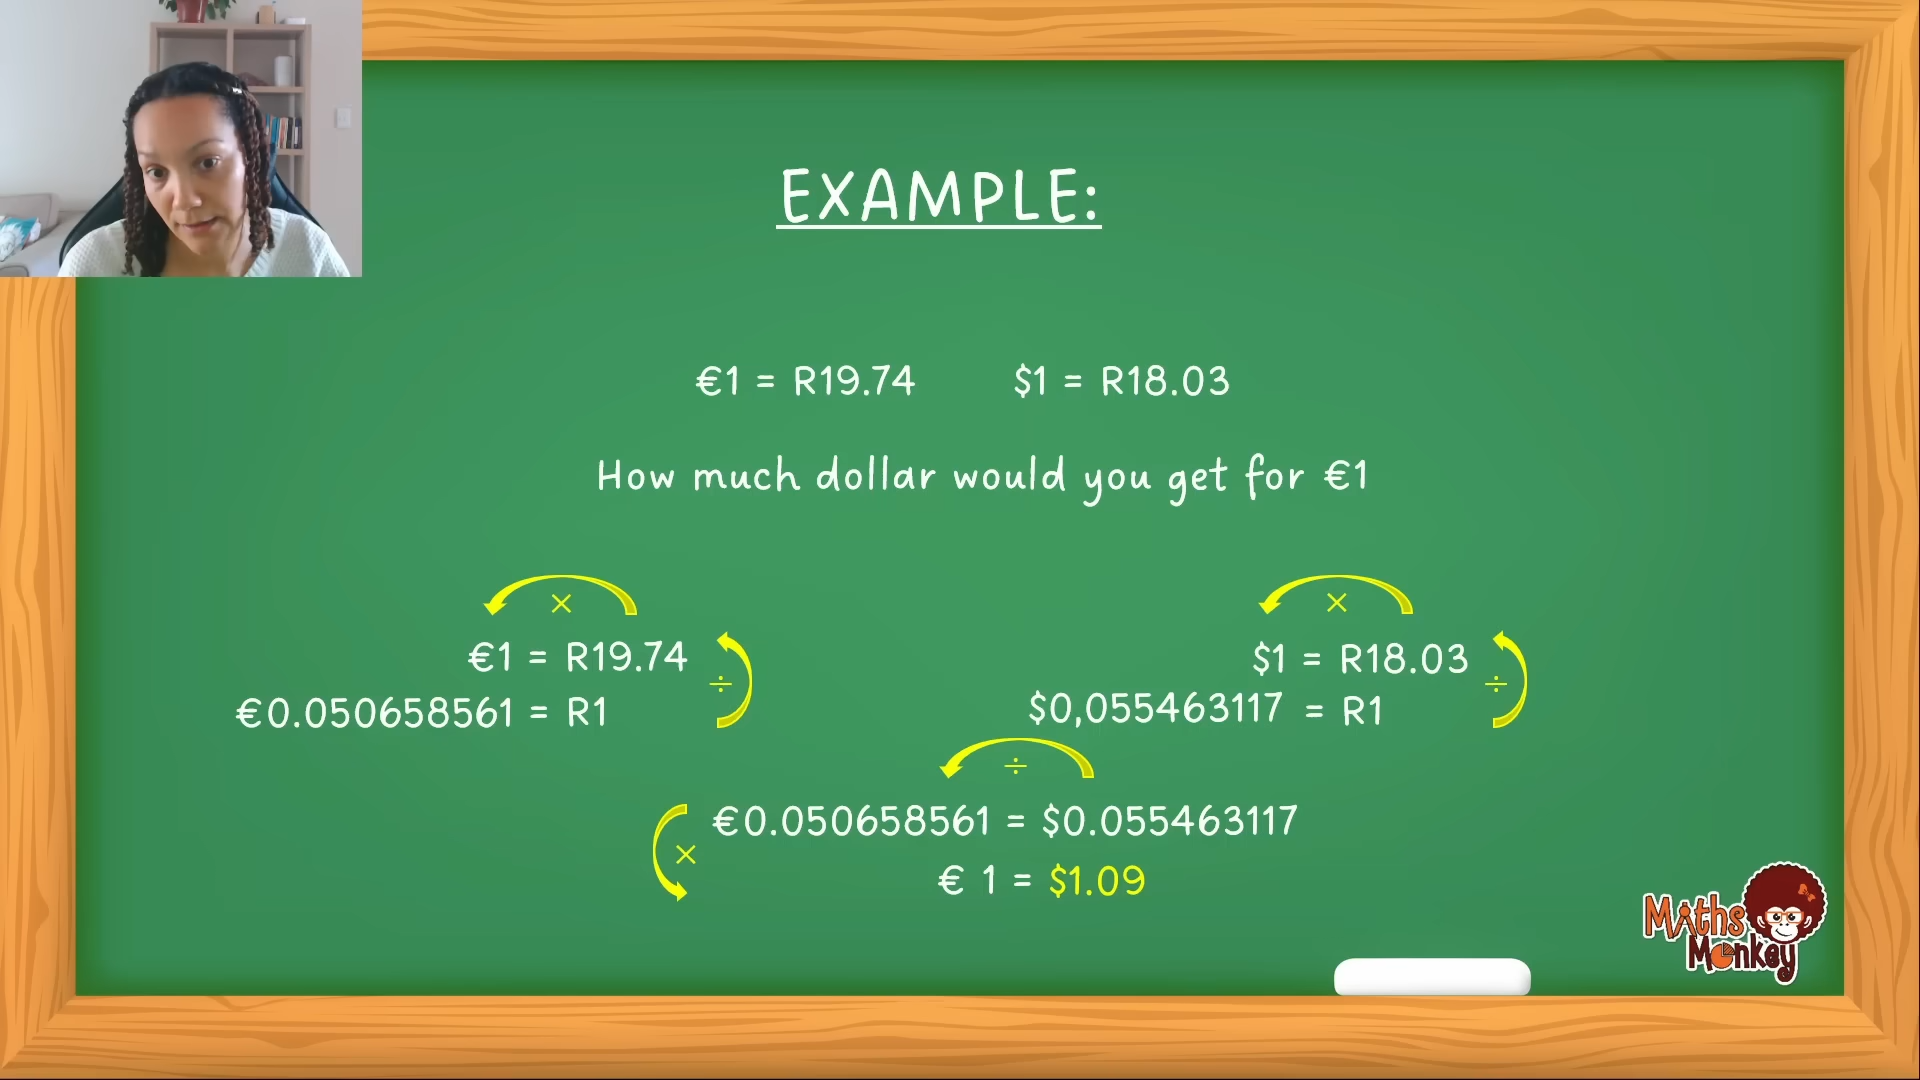 EXAMPLE:
€1 = R19.74 $1 = R18.03
How much dollar would you get for €1
×
€1 = R19.74
÷
€0.050658561 = R1
×
$1 = R18.03
÷
$0,055463117 = R1
÷
€0.050658561 = $0.055463117
×
€ 1 = $1.09
Maths
Monkey